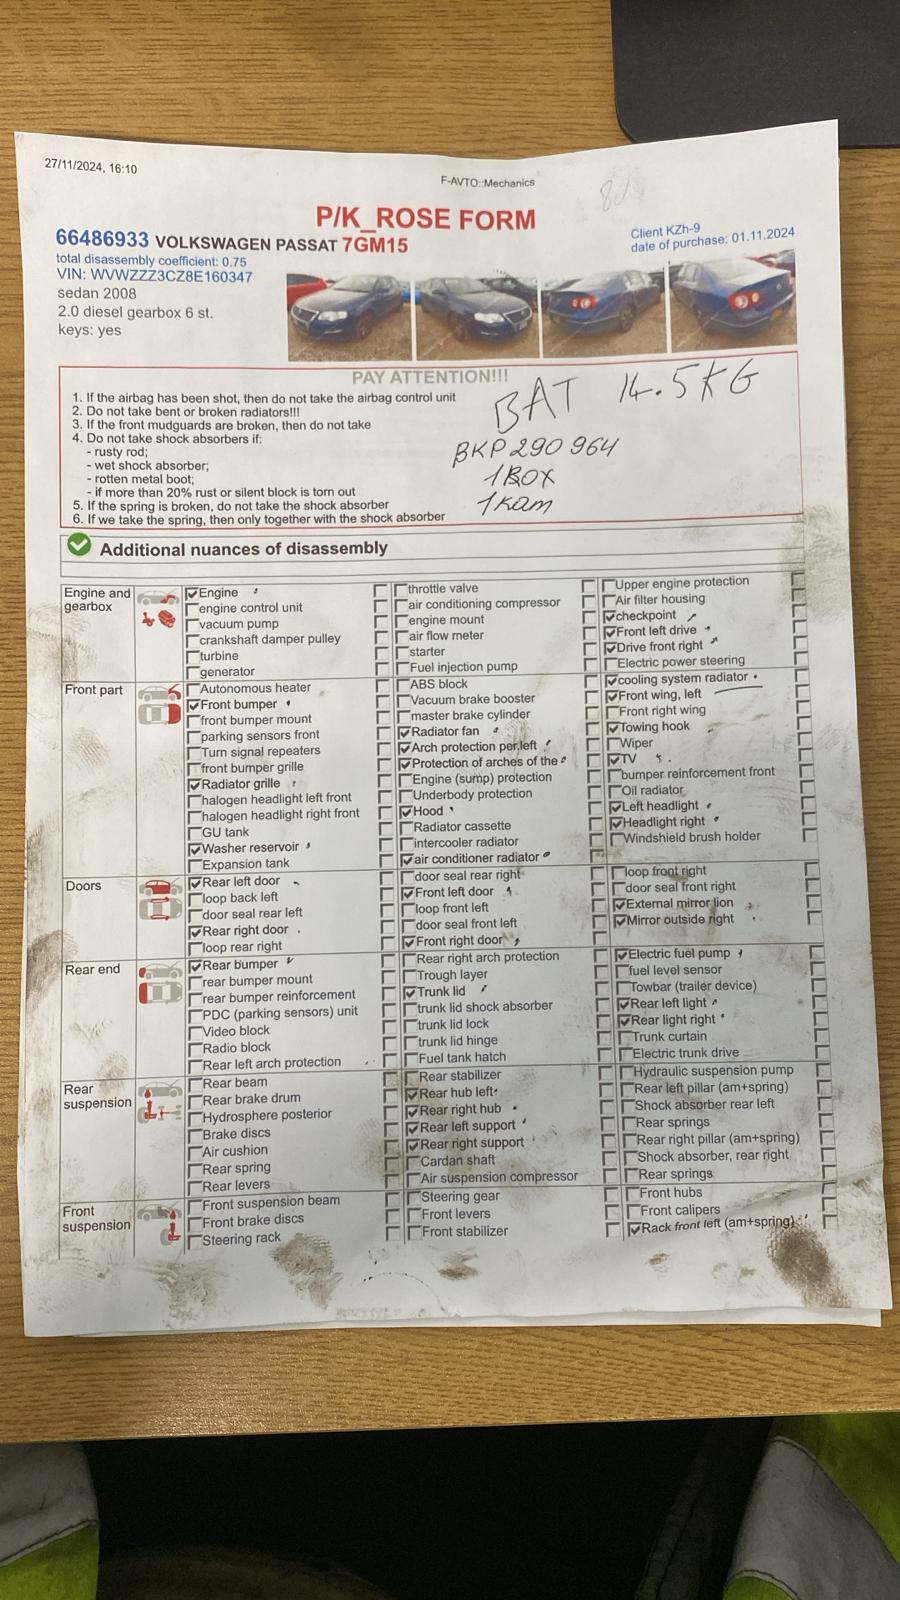 27/11/2024, 16:10
F-AVTO::Mechanics
P/K_ROSE FORM
66486933 VOLKSWAGEN PASSAT 7GM15
Client KZh-9
date of purchase: 01.11.2024
total disassembly coefficient: 0.75
VIN: WVWZZZ3CZ8E160347
sedan 2008
2.0 diesel gearbox 6 st.
keys: yes
PAY ATTENTION!!!
1. If the airbag has been shot, then do not take the airbag control unit
2. Do not take bent or broken radiators!!!
3. If the front mudguards are broken, then do not take
4. Do not take shock absorbers if:
- rusty rod;
- wet shock absorber;
- rotten metal boot;
- if more than 20% rust or silent block is torn out
5. If the spring is broken, do not take the shock absorber
6. If we take the spring, then only together with the shock absorber
BAT 14.5KG
BKP290964
1BOX
1kam
Additional nuances of disassembly
Engine and gearbox
Engine
engine control unit
vacuum pump
crankshaft damper pulley
turbine
generator
throttle valve
air conditioning compressor
engine mount
air flow meter
starter
Fuel injection pump
Upper engine protection
Air filter housing
checkpoint
Front left drive
Drive front right
Electric power steering
Front part
Autonomous heater
Front bumper
front bumper mount
parking sensors front
Turn signal repeaters
front bumper grille
Radiator grille
halogen headlight left front
halogen headlight right front
GU tank
Washer reservoir
Expansion tank
ABS block
Vacuum brake booster
master brake cylinder
Radiator fan
Arch protection per.left
Protection of arches of the
Engine (sump) protection
Underbody protection
Hood
Radiator cassette
intercooler radiator
air conditioner radiator
cooling system radiator
Front wing, left
Front right wing
Towing hook
Wiper
TV
bumper reinforcement front
Oil radiator
Left headlight
Headlight right
Windshield brush holder
Doors
Rear left door
loop back left
door seal rear left
Rear right door
loop rear right
door seal rear right
Front left door
loop front left
door seal front left
Front right door
loop front right
door seal front right
External mirror lion
Mirror outside right
Rear end
Rear bumper
rear bumper mount
rear bumper reinforcement
PDC (parking sensors) unit
Video block
Radio block
Rear left arch protection
Rear right arch protection
Trough layer
Trunk lid
trunk lid shock absorber
trunk lid lock
trunk lid hinge
Fuel tank hatch
Electric fuel pump
fuel level sensor
Towbar (trailer device)
Rear left light
Rear light right
Trunk curtain
Electric trunk drive
Rear suspension
Rear beam
Rear brake drum
Hydrosphere posterior
Brake discs
Air cushion
Rear spring
Rear levers
Rear stabilizer
Rear hub left
Rear right hub
Rear left support
Rear right support
Cardan shaft
Air suspension compressor
Hydraulic suspension pump
Rear left pillar (am+spring)
Shock absorber rear left
Rear springs
Rear right pillar (am+spring)
Shock absorber, rear right
Rear springs
Front suspension
Front suspension beam
Front brake discs
Steering rack
Steering gear
Front levers
Front stabilizer
Front hubs
Front calipers
Rack front left (am+spring)